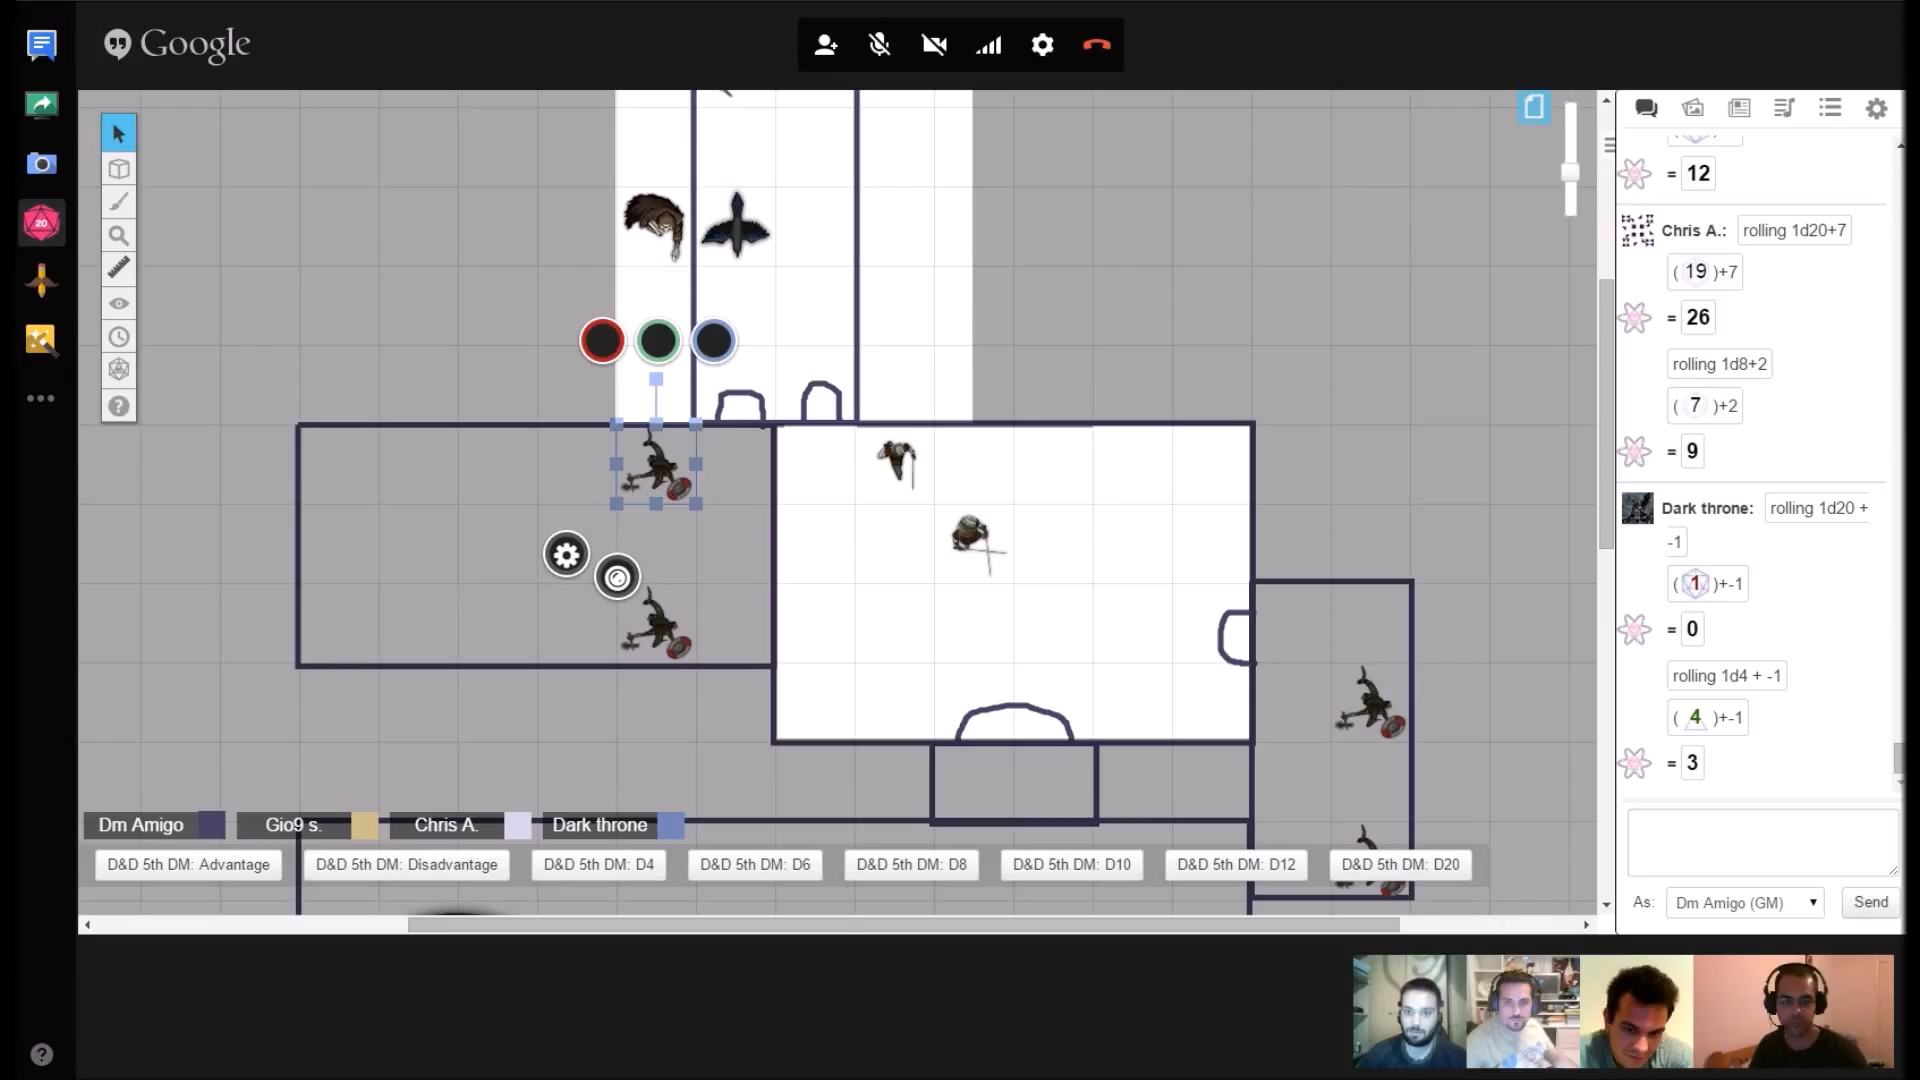 Google
= 12
Chris A.: rolling 1d20+7
( 19 )+7
= 26
rolling 1d8+2
( 7 )+2
= 9
Dark throne: rolling 1d20 +
-1
( 1 )+-1
= 0
rolling 1d4 + -1
( 4 )+-1
= 3
20
Dm Amigo
Gio9 s.
Chris A.
Dark throne
D&D 5th DM: Advantage
D&D 5th DM: Disadvantage
D&D 5th DM: D4
D&D 5th DM: D6
D&D 5th DM: D8
D&D 5th DM: D10
D&D 5th DM: D12
D&D 5th DM: D20
As: Dm Amigo (GM)
Send